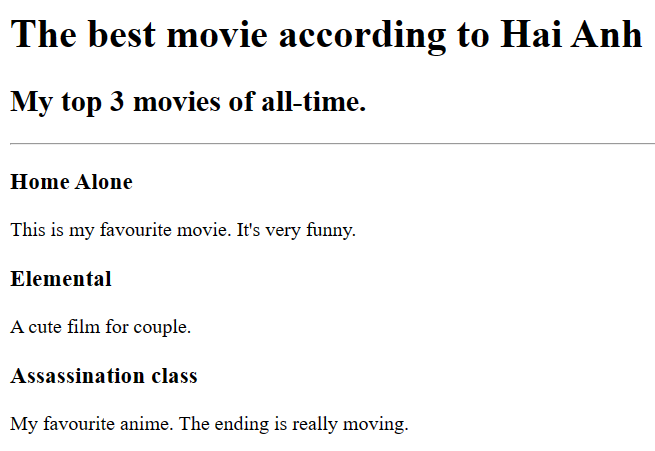 The best movie according to Hai Anh
My top 3 movies of all-time.
Home Alone
This is my favourite movie. It's very funny.
Elemental
A cute film for couple.
Assassination class
My favourite anime. The ending is really moving.